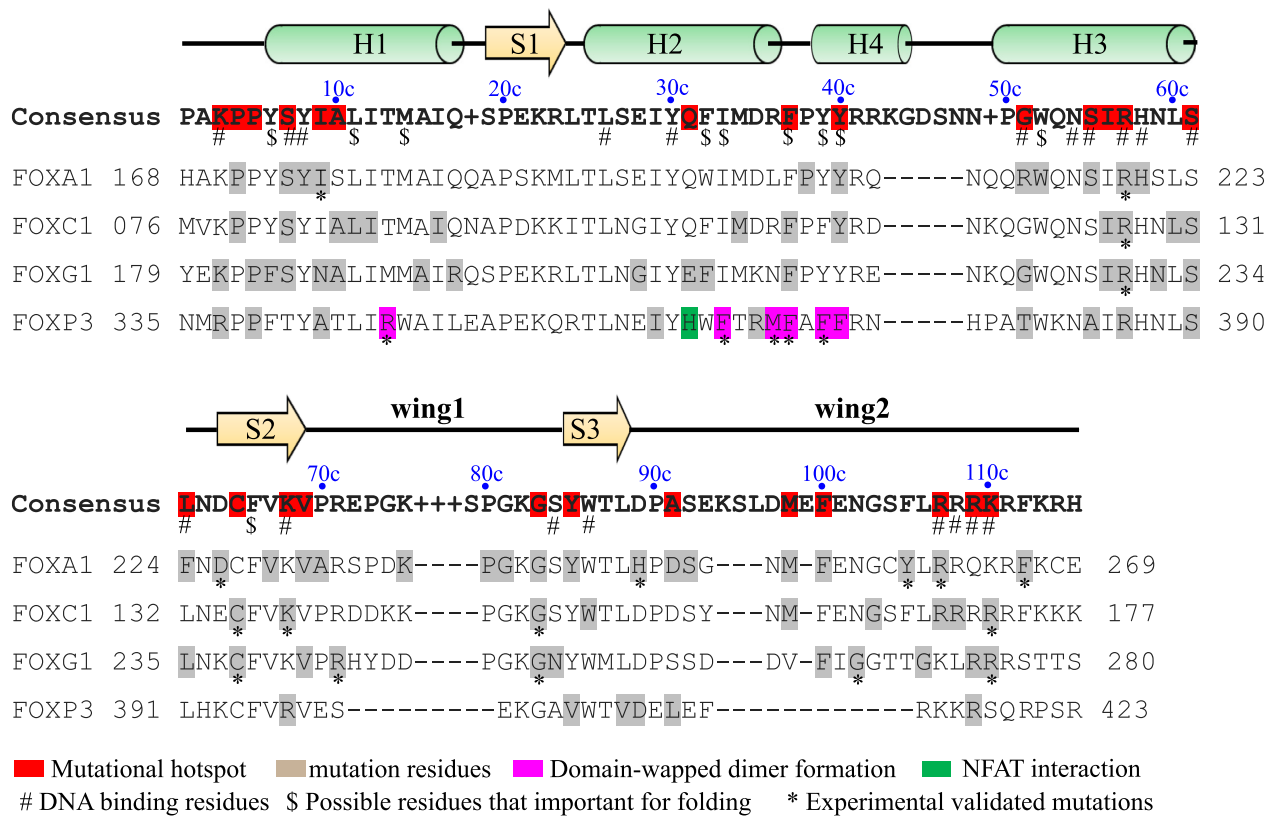 H1 S1 H2 H4 H3
10c 20c 30c 40c 50c 60c
Consensus PAKPPYSYIALITMAIQ+SPEKRLTLSEIYQFIMDRFPYYRRKGDSNN+PGWQNSIRHNLS
# $ # # $ $ # # $ $ $ $ $ # $ # # # # #
FOXA1 168 HAKPPYSYISLITMAIQQAPSKMLTLSEIYQWIMDLFPYYRQ-----NQQRWQNSIRHSLS 223
* *
FOXC1 076 MVKPPYSYIALITMAIQNAPDKKITLNGIYQFIMDRFPFYRD-----NKQGWQNSIRHNLS 131
*
FOXG1 179 YEKPPFSYNALIMMAIRQSPEKRLTLNGIYEFIMKNFPYYRE-----NKQGWQNSIRHNLS 234
*
FOXP3 335 NMRPPFTYATLIRWAILEAPEKQRTLNEIYHWFTRMFAFFRN-----HPATWKNAIRHNLS 390
* * * * *
S2 wing1 S3 wing2
70c 80c 90c 100c 110c
Consensus LNDCFVKVPREPGK+++SPGKGSYWTLDPASEKSLDMEFENGSFLRRRKRFKRH
# $ # # # # # # #
FOXA1 224 FNDCFVKVARSPDK----PGKGSYWTLHPDSG---NM-FENGCYLRRQKRFKCE 269
* * * * *
FOXC1 132 LNECFVKVPRDDKK----PGKGSYWTLDPDSY---NM-FENGSFLRRRRRFKKK 177
* * * *
FOXG1 235 LNKCFVKVPRHYDD----PGKGNYWMLDPSSD---DV-FIGGTTGKLRRRSTTS 280
* * * * *
FOXP3 391 LHKCFVRVES---------EKGAVWTVDELEF------------RKKRSQRPSR 423
Mutational hotspot mutation residues Domain-wapped dimer formation NFAT interaction
# DNA binding residues $ Possible residues that important for folding * Experimental validated mutations